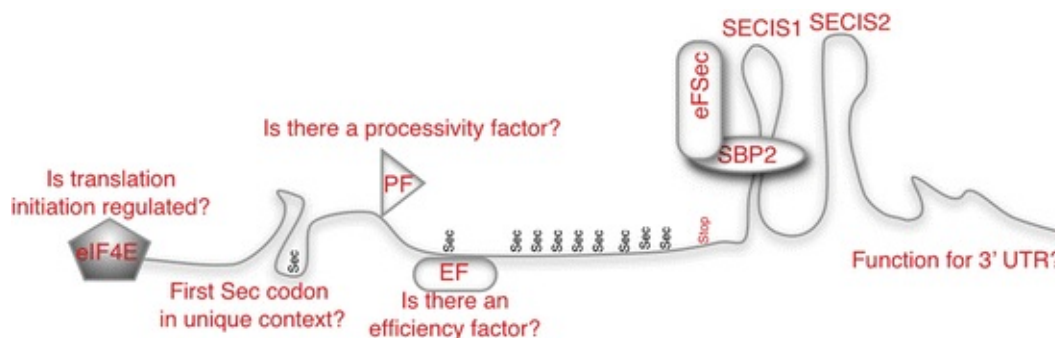 SECIS1
SECIS2
eFSec
SBP2
Is there a processivity factor?
PF
Is translation
initiation regulated?
eIF4E
Sec
First Sec codon
in unique context?
Sec
EF
Is there an
efficiency factor?
Sec Sec Sec Sec Sec Sec Sec Sec
Stop
Function for 3' UTR?